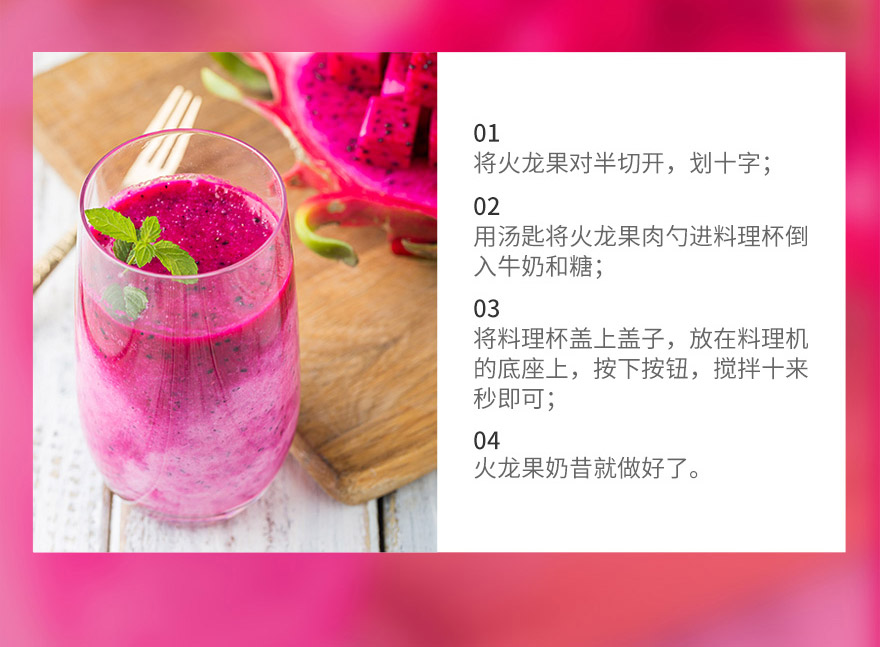 01
将火龙果对半切开，划十字；
02
用汤匙将火龙果肉勺进料理杯倒
入牛奶和糖；
03
将料理杯盖上盖子，放在料理机
的底座上，按下按钮，搅拌十来
秒即可；
04
火龙果奶昔就做好了。